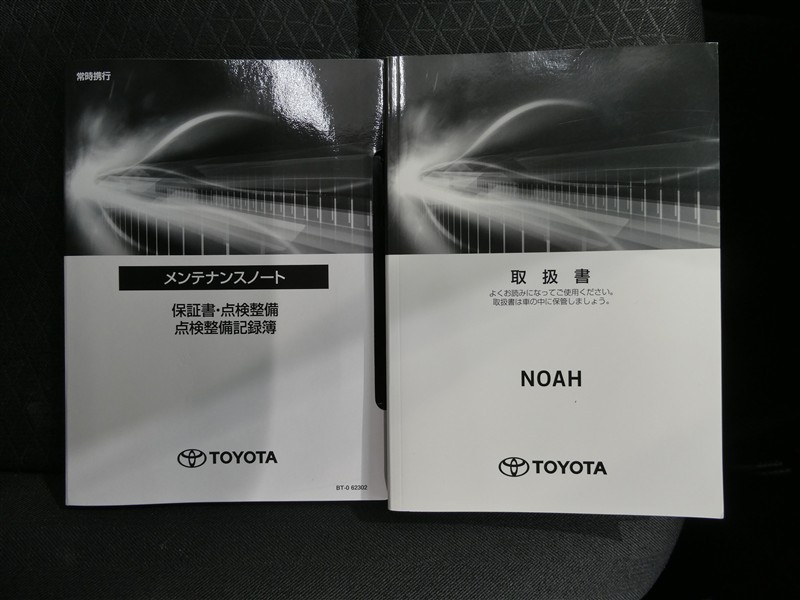 常時携行
メンテナンスノート
保証書・点検整備
点検整備記録簿
TOYOTA
BT-0 62302
取扱書
よくお読みになってご使用ください。
取扱書は車の中に保管しましょう。
NOAH
TOYOTA